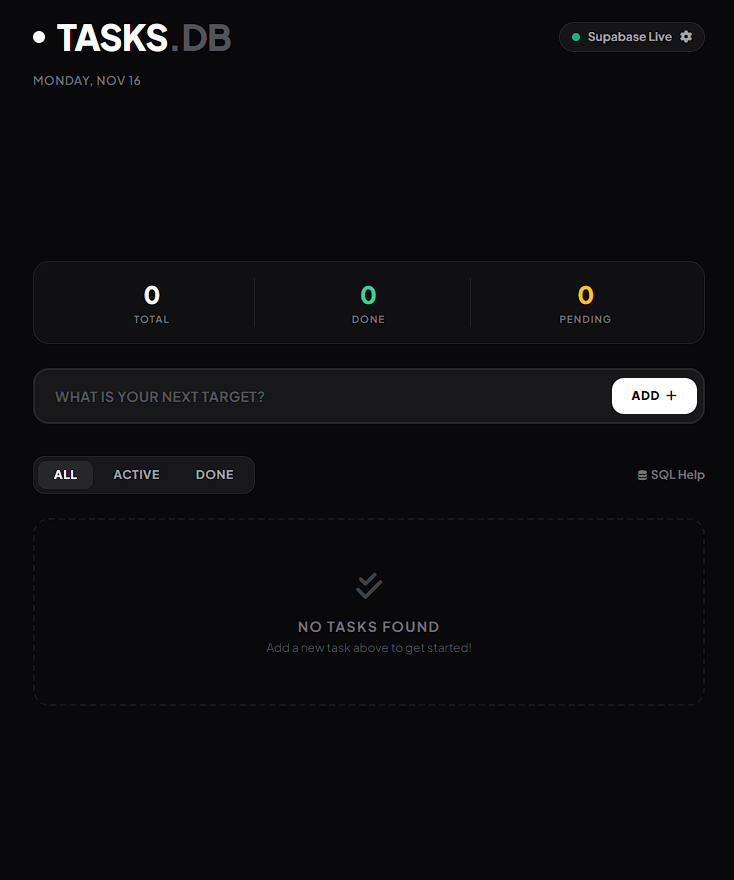 TASKS.DB
Supabase Live
MONDAY, NOV 16
0
TOTAL
0
DONE
0
PENDING
WHAT IS YOUR NEXT TARGET?
ADD +
ALL
ACTIVE
DONE
SQL Help
NO TASKS FOUND
Add a new task above to get started!